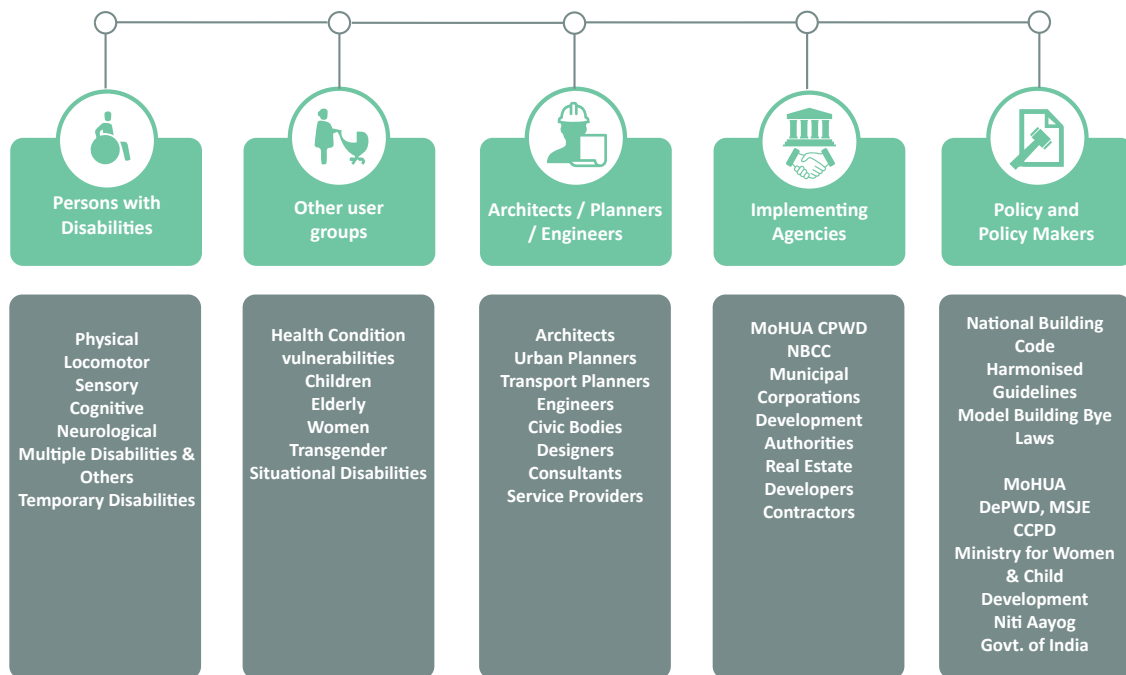 Persons with
Disabilities
Other user
groups
Architects / Planners
/ Engineers
Implementing
Agencies
Policy and
Policy Makers
Physical
Locomotor
Sensory
Cognitive
Neurological
Multiple Disabilities &
Others
Temporary Disabilities
Health Condition
vulnerabilities
Children
Elderly
Women
Transgender
Situational Disabilities
Architects
Urban Planners
Transport Planners
Engineers
Civic Bodies
Designers
Consultants
Service Providers
MoHUA CPWD
NBCC
Municipal
Corporations
Development
Authorities
Real Estate
Developers
Contractors
National Building
Code
Harmonised
Guidelines
Model Building Bye
Laws
MoHUA
DePWD, MSJE
CCPD
Ministry for Women
& Child
Development
Niti Aayog
Govt. of India